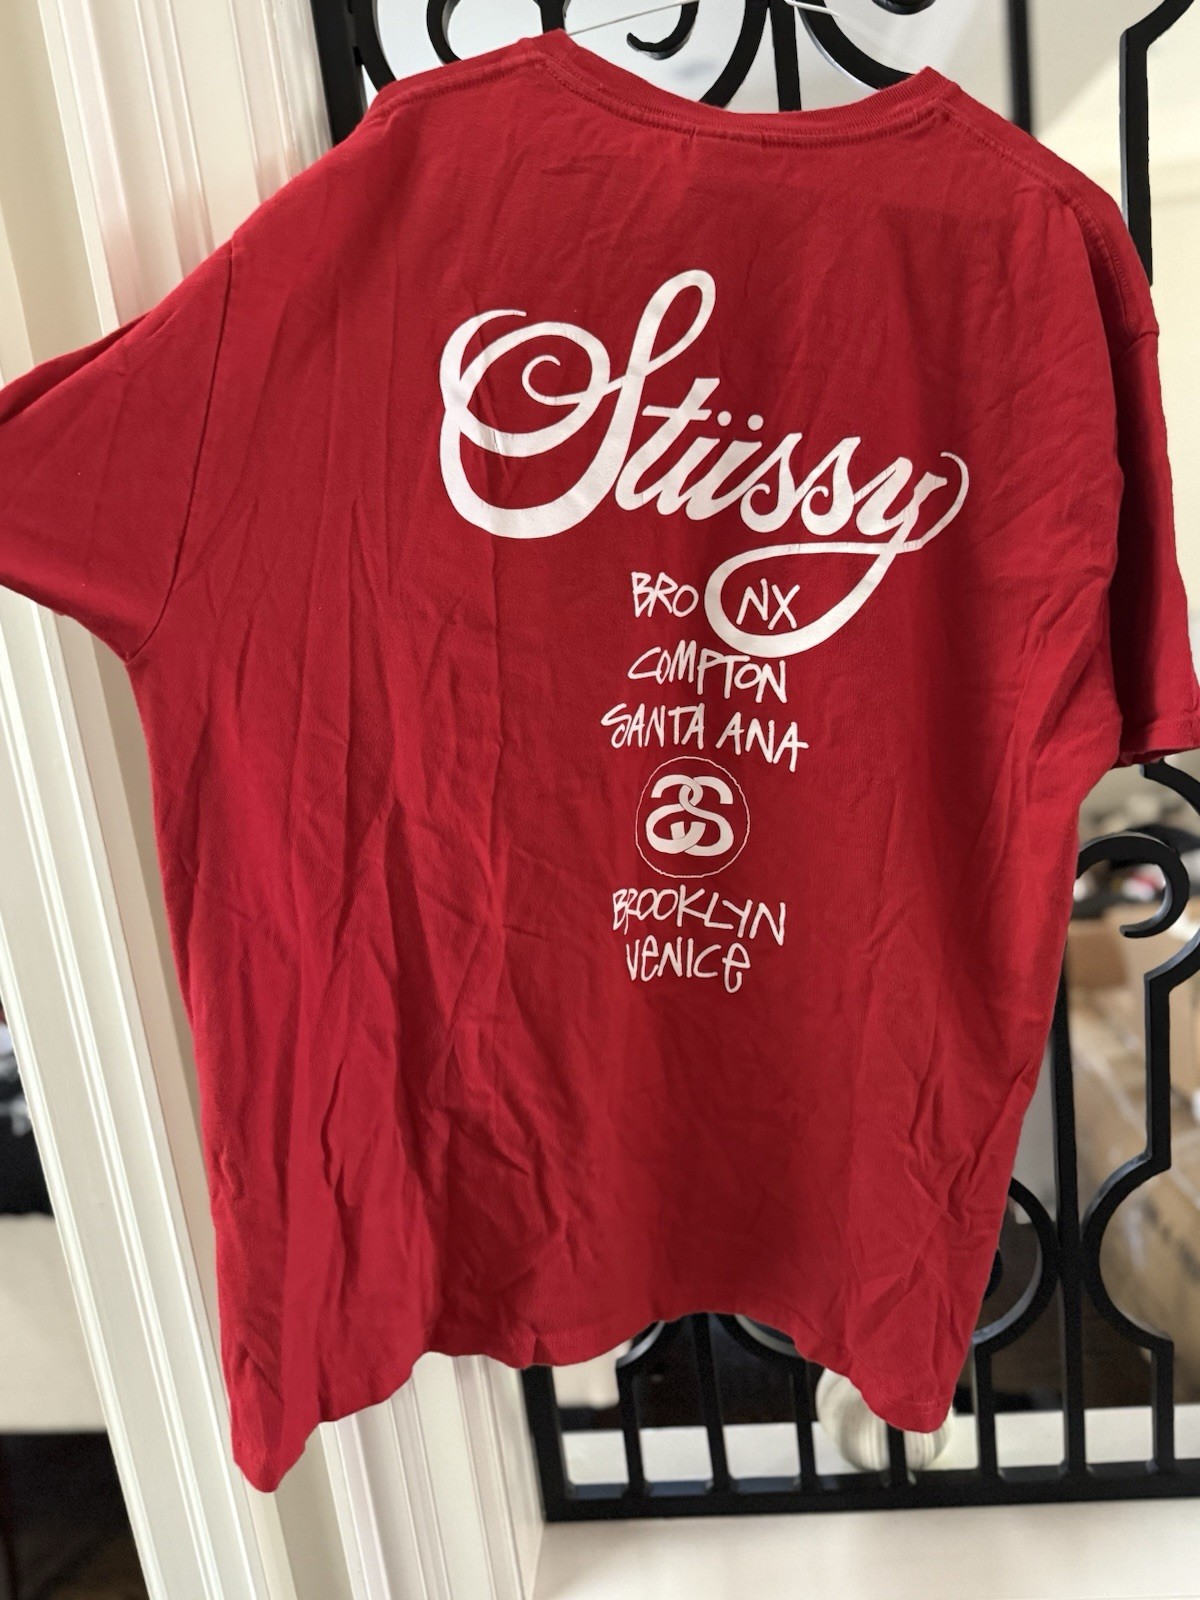 Stüssy
BRONX
COMPTON
SANTA ANA
SS
BROOKLYN
VENICE